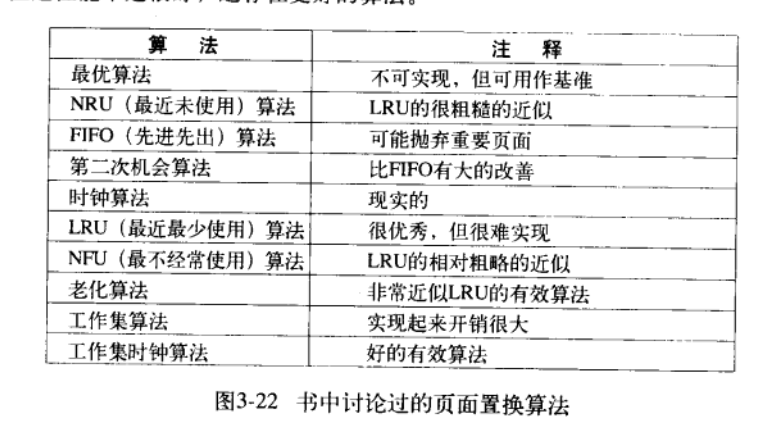 算 法 注 释
最优算法 不可实现，但可用作基准
NRU（最近未使用）算法 LRU的很粗糙的近似
FIFO（先进先出）算法 可能抛弃重要页面
第二次机会算法 比FIFO有大的改善
时钟算法 现实的
LRU（最近最少使用）算法 很优秀，但很难实现
NFU（最不经常使用）算法 LRU的相对粗略的近似
老化算法 非常近似LRU的有效算法
工作集算法 实现起来开销很大
工作集时钟算法 好的有效算法
图3-22 书中讨论过的页面置换算法